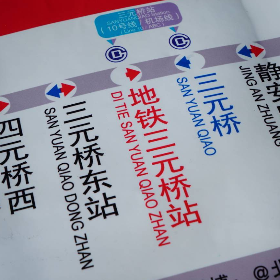 三元桥站
(10号线/机场线)
四元桥西
三元桥东站
SAN YUAN QIAO DONG ZHAN
地铁三元桥站
DI TIE SAN YUAN QIAO ZHAN
三元桥
SAN YUAN QIAO
静安
JING AN ZHUANG